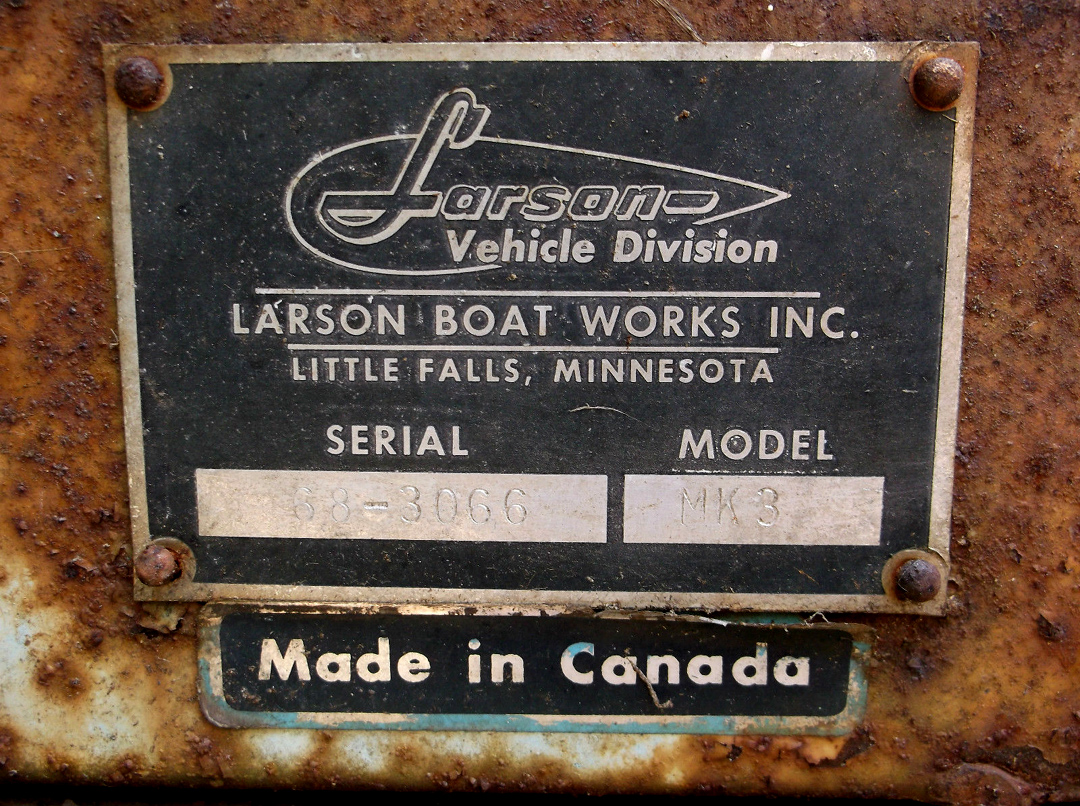 Larson
Vehicle Division
LARSON BOAT WORKS INC.
LITTLE FALLS, MINNESOTA
SERIAL MODEL
68-3066 MK3
Made in Canada